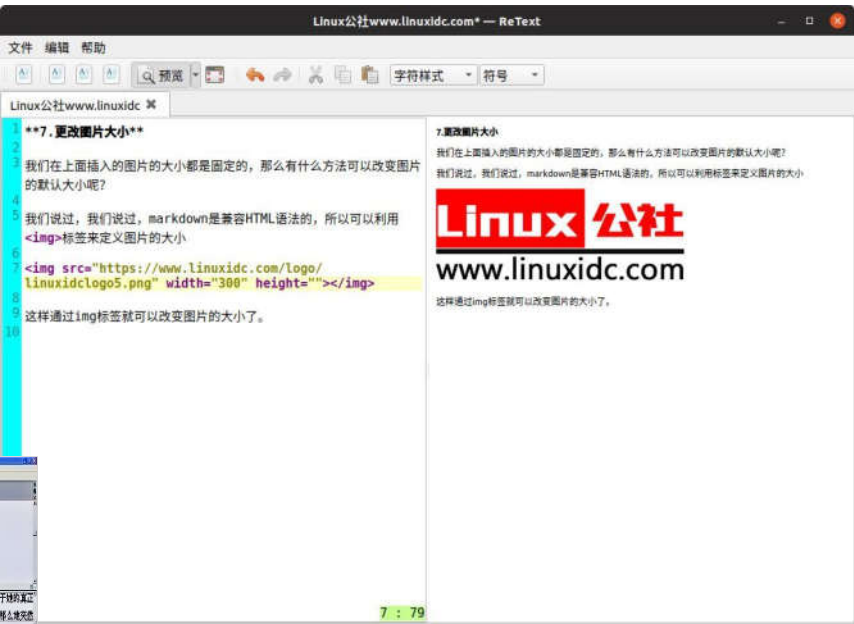 Linux公社www.linuxidc.com* — ReText
文件 编辑 帮助
预览 字符样式 符号
Linux公社www.linuxidc ✖
1 **7.更改图片大小**
2
3 我们在上面插入的图片的大小都是固定的，那么有什么方法可以改变图片
的默认大小呢?
4
5 我们说过，我们说过，markdown是兼容HTML语法的，所以可以利用
<img>标签来定义图片的大小
6
7 <img src="https://www.linuxidc.com/logo/
linuxidclogo5.png" width="300" height=""></img>
8
9 这样通过img标签就可以改变图片的大小了。
10
7 : 79
7.更改图片大小
我们在上面插入的图片的大小都是固定的，那么有什么方法可以改变图片的默认大小呢?
我们说过，我们说过，markdown是兼容HTML语法的，所以可以利用标签来定义图片的大小
Linux 公社
www.linuxidc.com
这样通过img标签就可以改变图片的大小了。